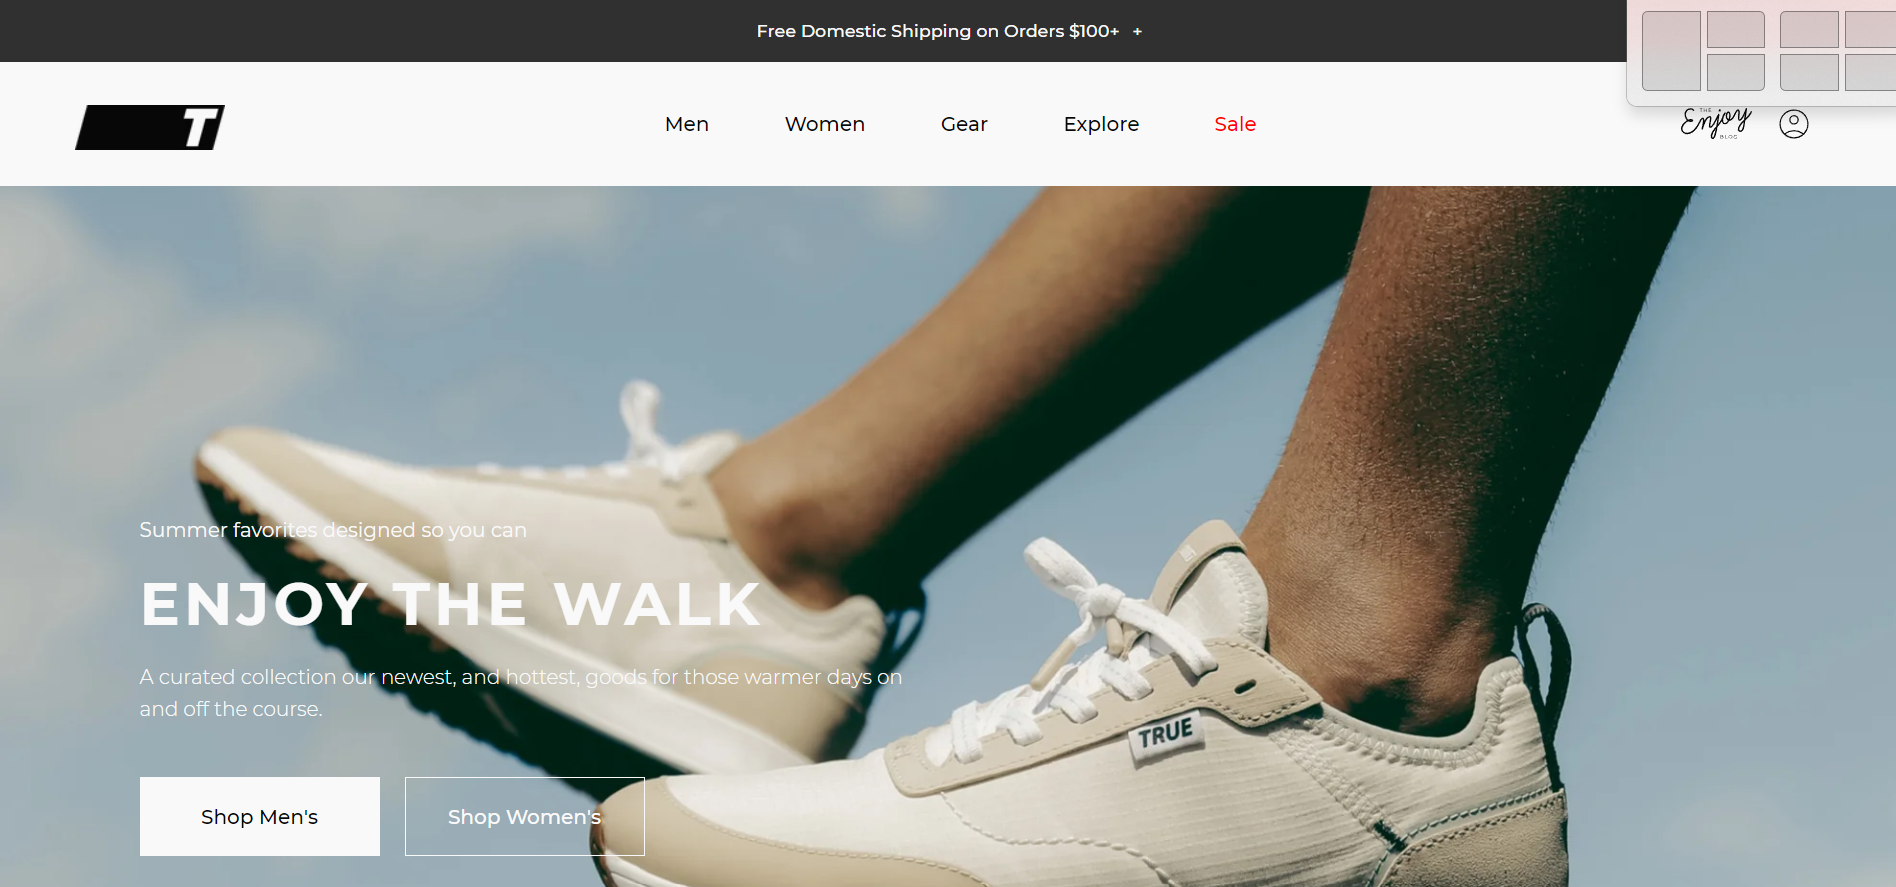 Free Domestic Shipping on Orders $100+ +
T
Men Women Gear Explore Sale
THE
Enjoy
BLOG
Summer favorites designed so you can
ENJOY THE WALK
A curated collection our newest, and hottest, goods for those warmer days on
and off the course.
TRUE
Shop Men's Shop Women's